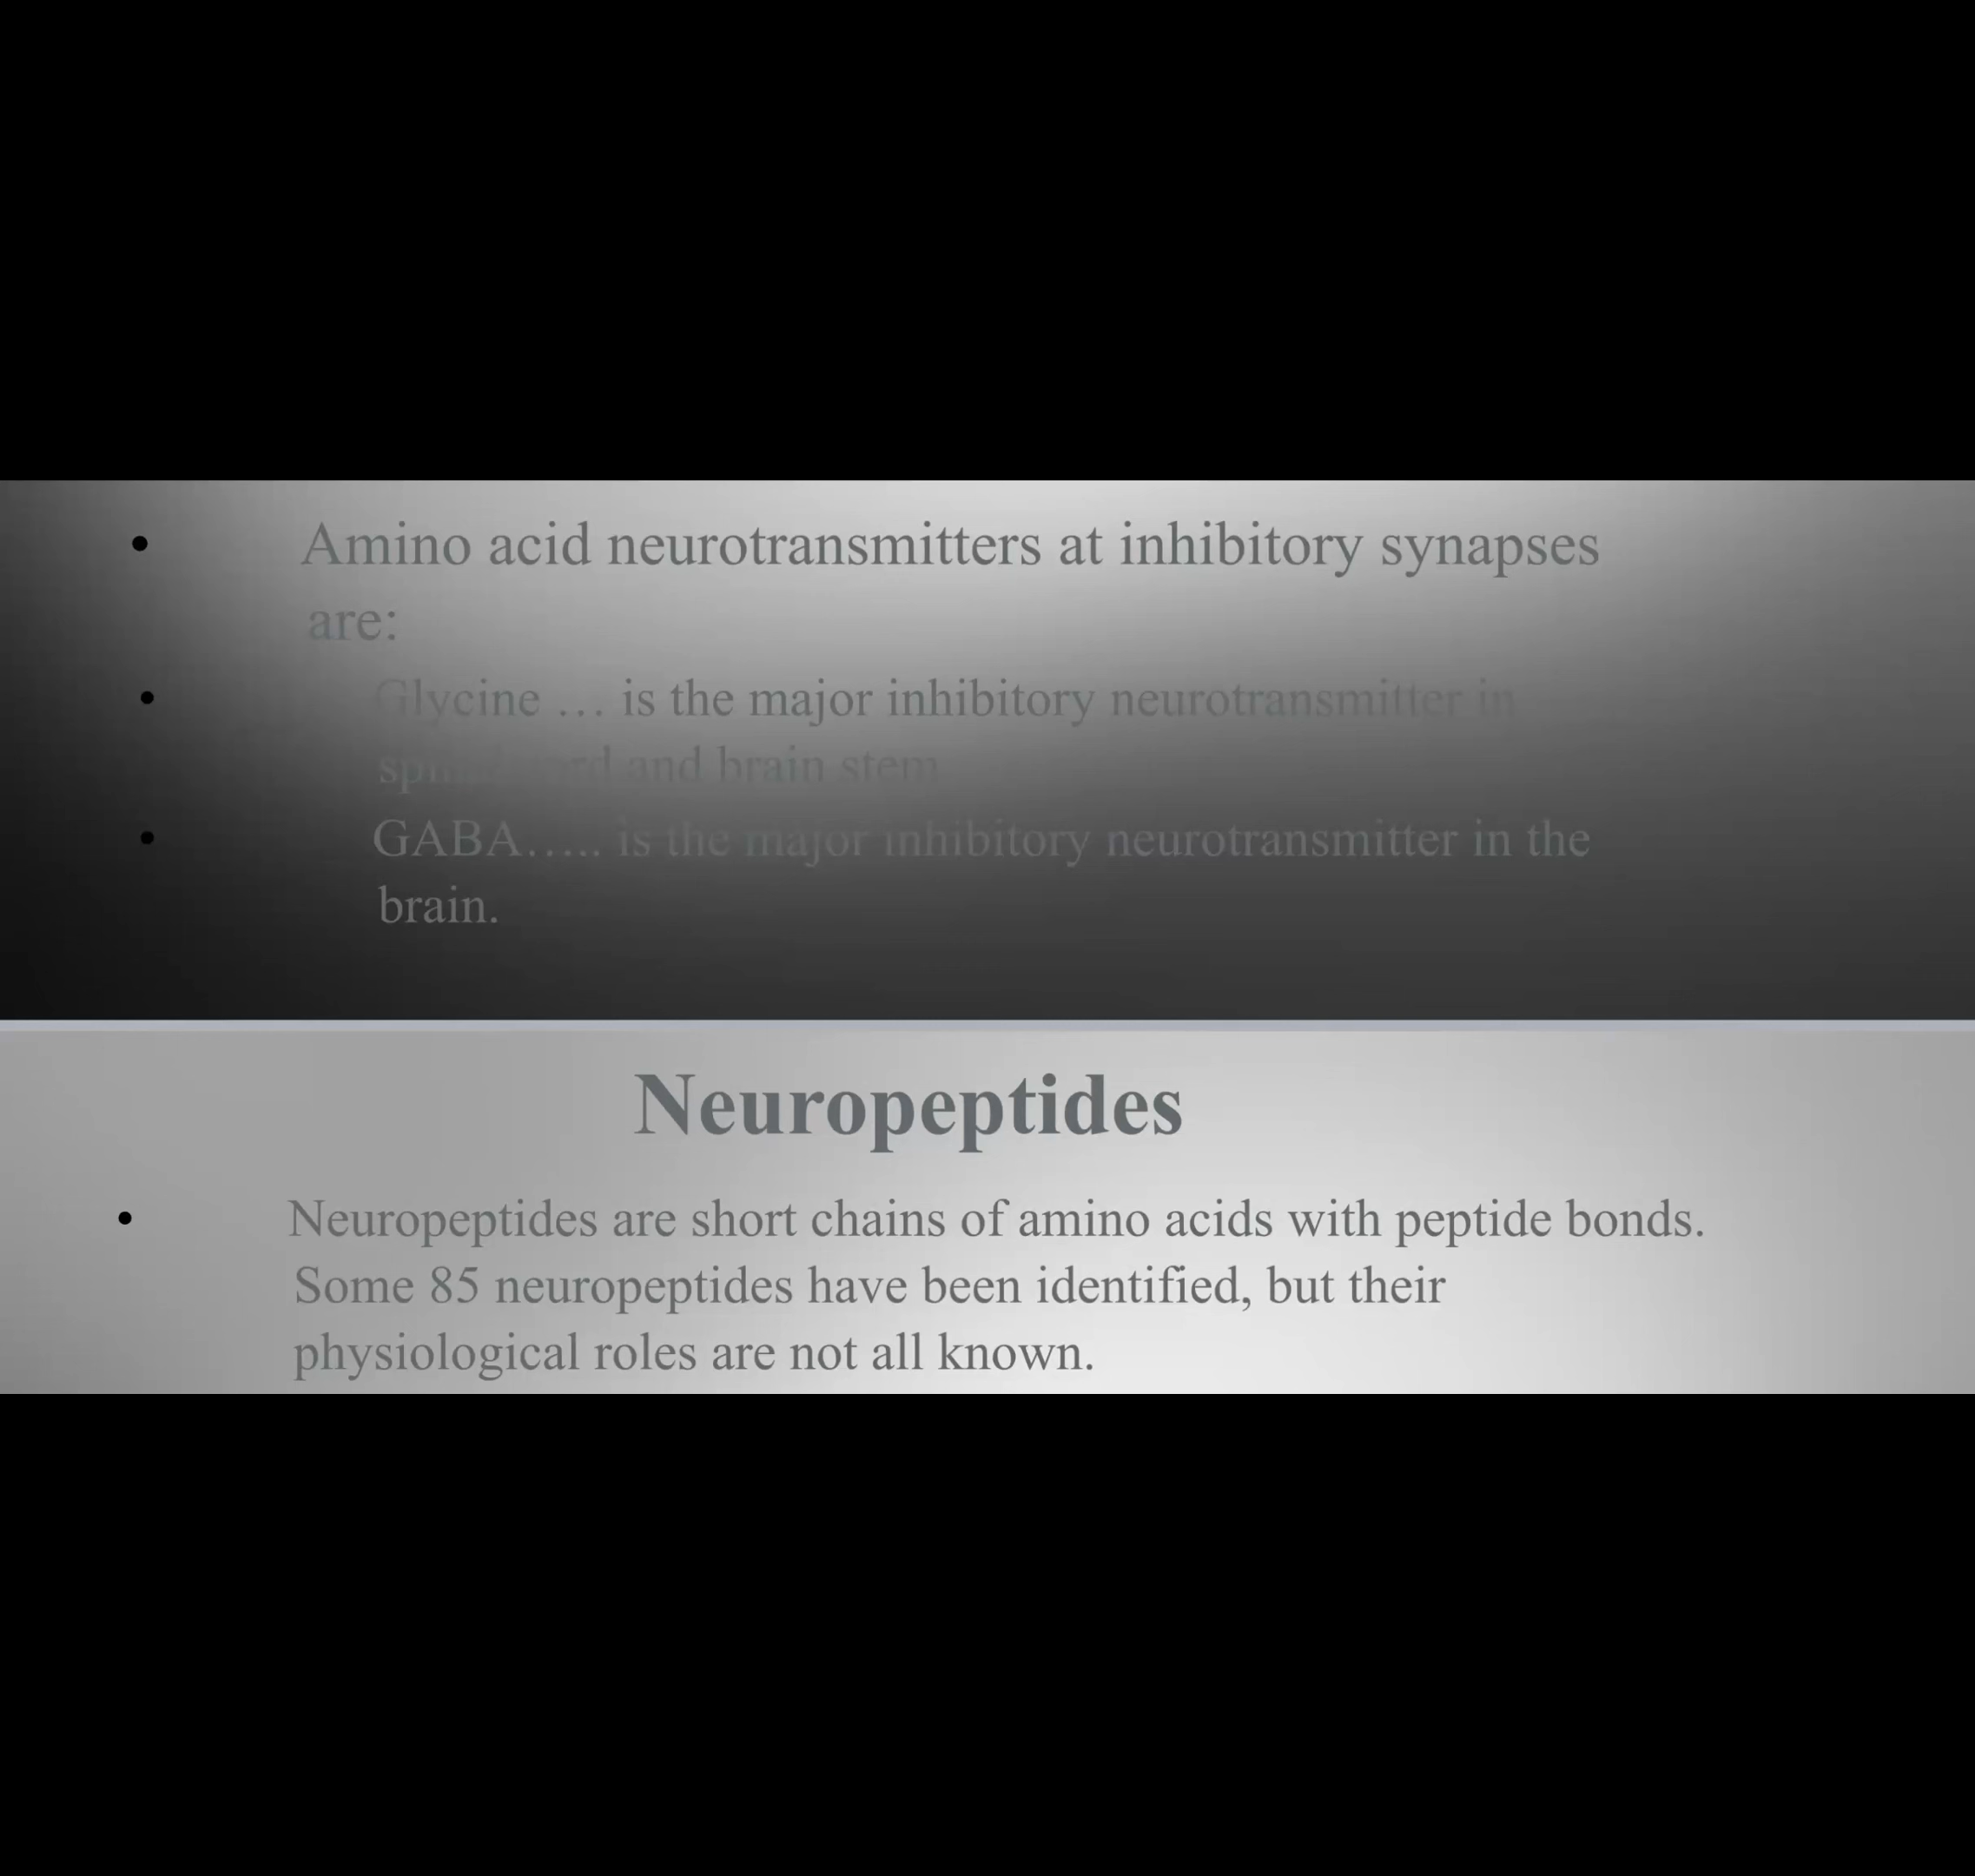 • Amino acid neurotransmitters at inhibitory synapses
are:
• Glycine … is the major inhibitory neurotransmitter in
spinal cord and brain stem
• GABA….. is the major inhibitory neurotransmitter in the
brain.
Neuropeptides
• Neuropeptides are short chains of amino acids with peptide bonds.
Some 85 neuropeptides have been identified, but their
physiological roles are not all known.